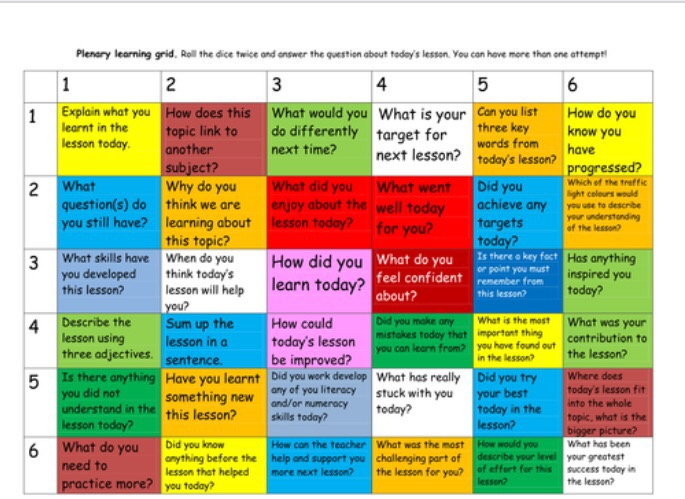 Plenary learning grid. Roll the dice twice and answer the question about today's lesson. You can have more than one attempt!
1 2 3 4 5 6
1
Explain what you
learnt in the
lesson today.
How does this
topic link to
another
subject?
What would you
do differently
next time?
What is your
target for
next lesson?
Can you list
three key
words from
today's lesson?
How do you
know you
have
progressed?
2
What
question(s) do
you still have?
Why do you
think we are
learning about
this topic?
What did you
enjoy about the
lesson today?
What went
well today
for you?
Did you
achieve any
targets
today?
Which of the traffic
light colours would
you use to describe
your understanding
of the lesson?
3
What skills have
you developed
this lesson?
When do you
think today's
lesson will help
you?
How did you
learn today?
What do you
feel confident
about?
Is there a key fact
or point you must
remember from
this lesson?
Has anything
inspired you
today?
4
Describe the
lesson using
three adjectives.
Sum up the
lesson in a
sentence.
How could
today's lesson
be improved?
Did you make any
mistakes today that
you can learn from?
What is the most
important thing
you have found out
in the lesson?
What was your
contribution to
the lesson?
5
Is there anything
you did not
understand in the
lesson today?
Have you learnt
something new
this lesson?
Did you work develop
any of you literacy
and/or numeracy
skills today?
What has really
stuck with you
today?
Did you try
your best
today in the
lesson?
Where does
today's lesson fit
into the whole
topic, what is the
bigger picture?
6
What do you
need to
practice more?
Did you know
anything before the
lesson that helped
you today?
How can the teacher
help and support you
more next lesson?
What was the most
challenging part of
the lesson for you?
How would you
describe your level
of effort for this
lesson?
What has been
your greatest
success today in
the lesson?